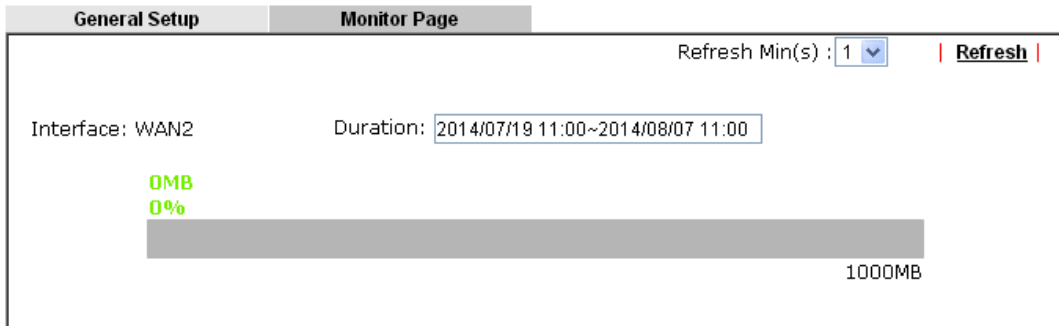 General Setup Monitor Page
Refresh Min(s) : 1 | Refresh |
Interface: WAN2 Duration: 2014/07/19 11:00~2014/08/07 11:00
0MB
0%
1000MB